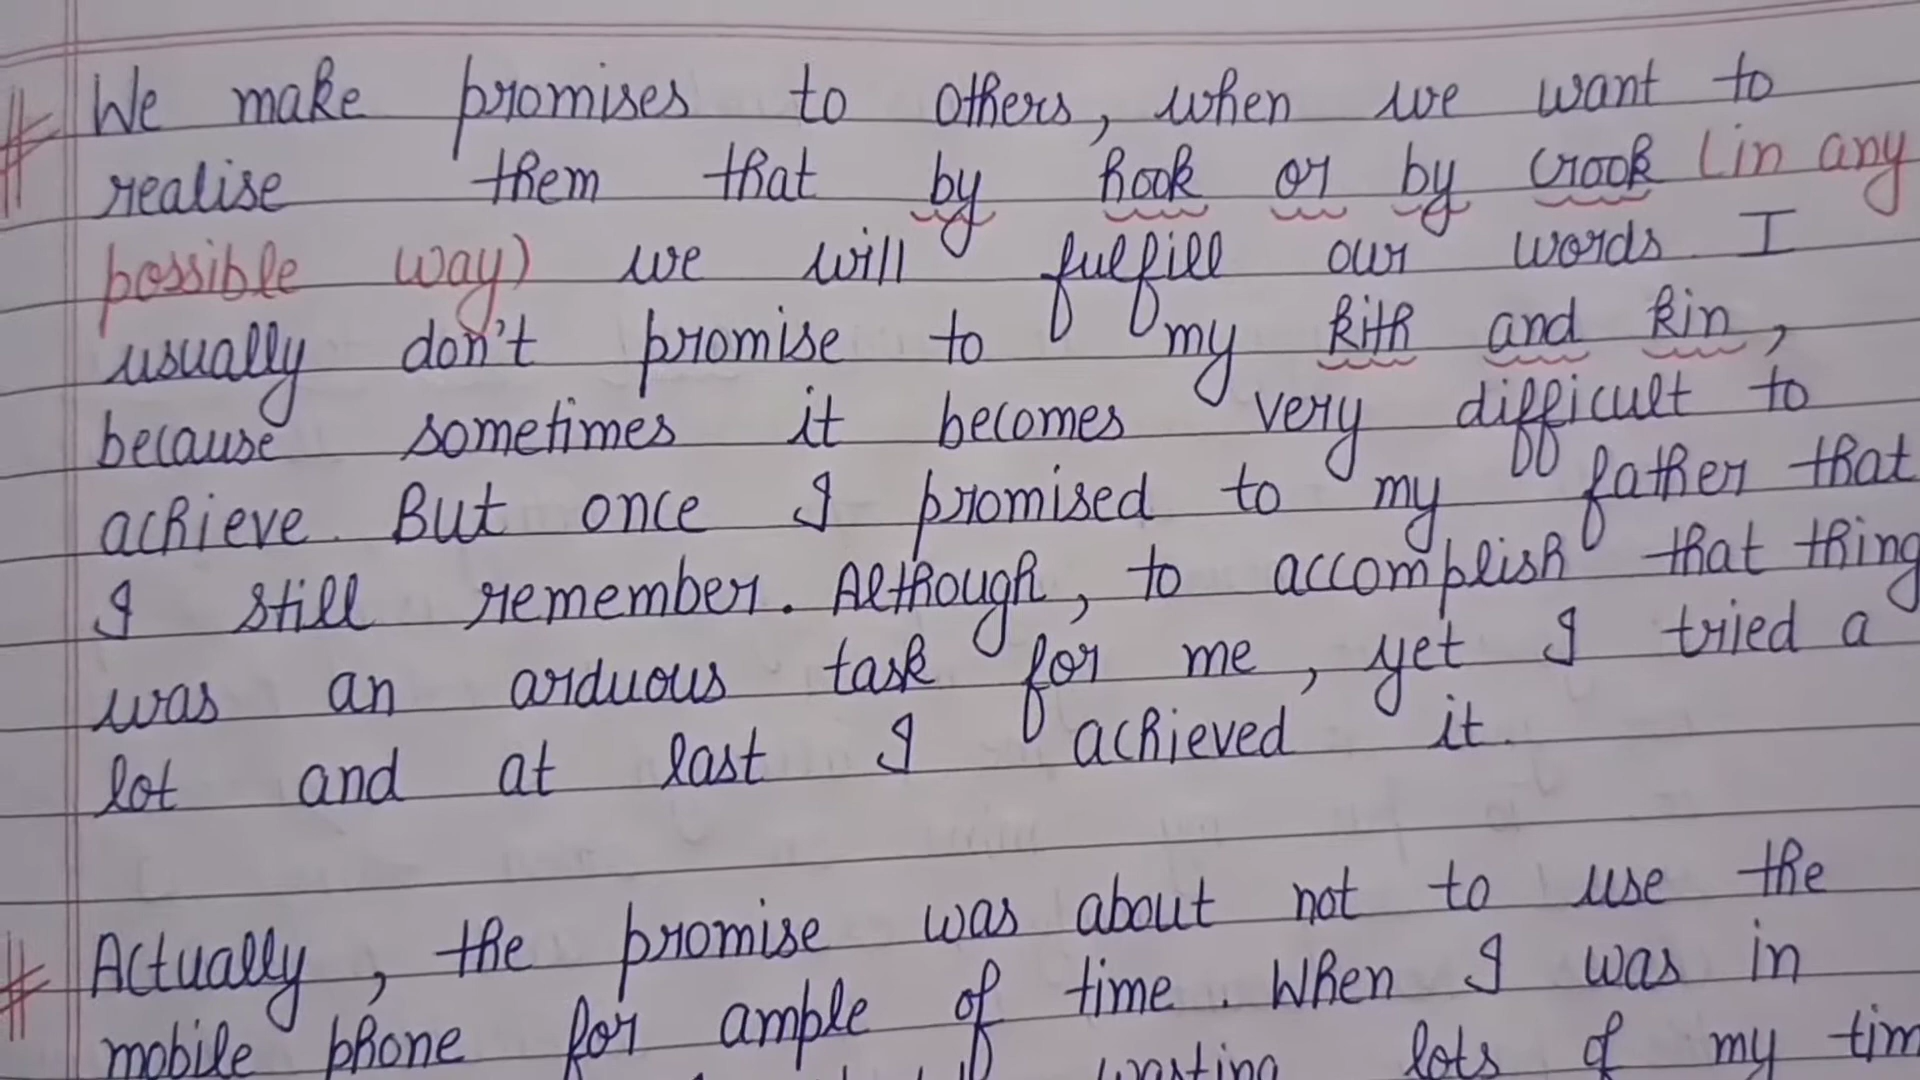 # We make promises to others, when we want to
realise them that by hook or by crook (in any
possible way) we will fulfill our words. I
usually don't promise to my kith and kin,
because sometimes it becomes very difficult to
achieve. But once I promised to my father that
I still remember. Although, to accomplish that thing
was an arduous task for me, yet I tried a
lot and at last I achieved it.
# Actually, the promise was about not to use the
mobile phone for ample of time. When I was in
wasting lots of my tim